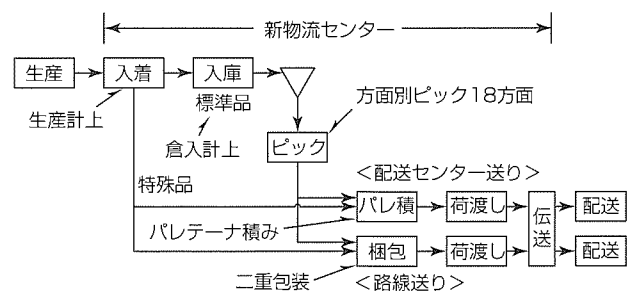 新物流センター
生産
入着
入庫
標準品
生産計上
倉入計上
方面別ピック18方面
ピック
特殊品
<配送センター送り>
パレ積
荷渡し
伝送
配送
パレテーナ積み
梱包
荷渡し
配送
二重包装
<路線送り>